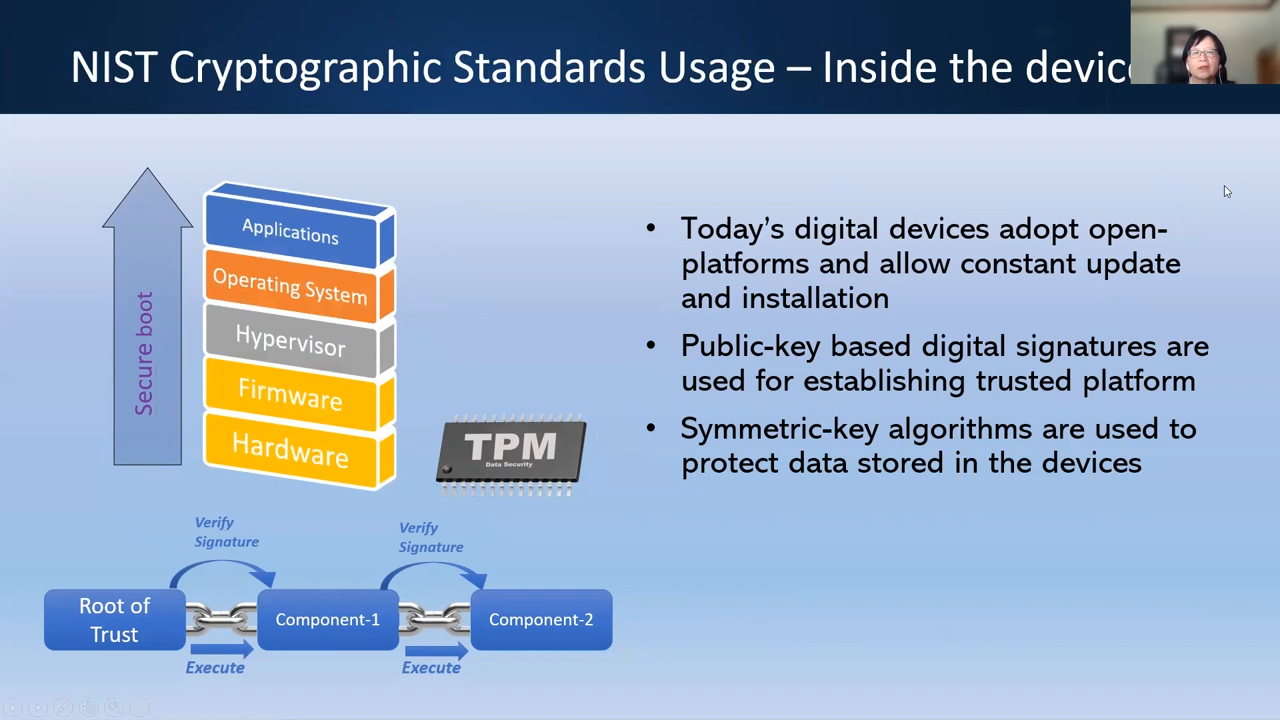 NIST Cryptographic Standards Usage – Inside the devic
Applications
Operating System
Hypervisor
Firmware
Hardware
Secure boot
TPM
Data Security
• Today’s digital devices adopt open-
platforms and allow constant update
and installation
• Public-key based digital signatures are
used for establishing trusted platform
• Symmetric-key algorithms are used to
protect data stored in the devices
Verify
Signature
Verify
Signature
Root of
Trust
Component-1
Component-2
Execute
Execute